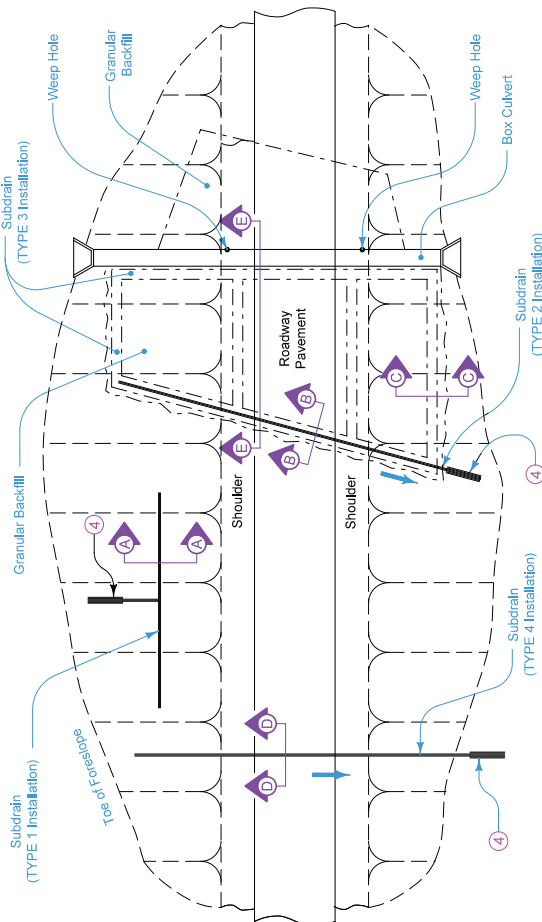 Subdrain
(TYPE 1 Installation)
Toe of Foreslope
4
Granular Backfill
Subdrain
(TYPE 3 Installation)
Weep Hole
Granular
Backfill
D
D
A
A
E
E
Shoulder
Roadway
Pavement
B
B
Shoulder
C
C
4
Subdrain
(TYPE 4 Installation)
4
Subdrain
(TYPE 2 Installation)
Box Culvert
Weep Hole